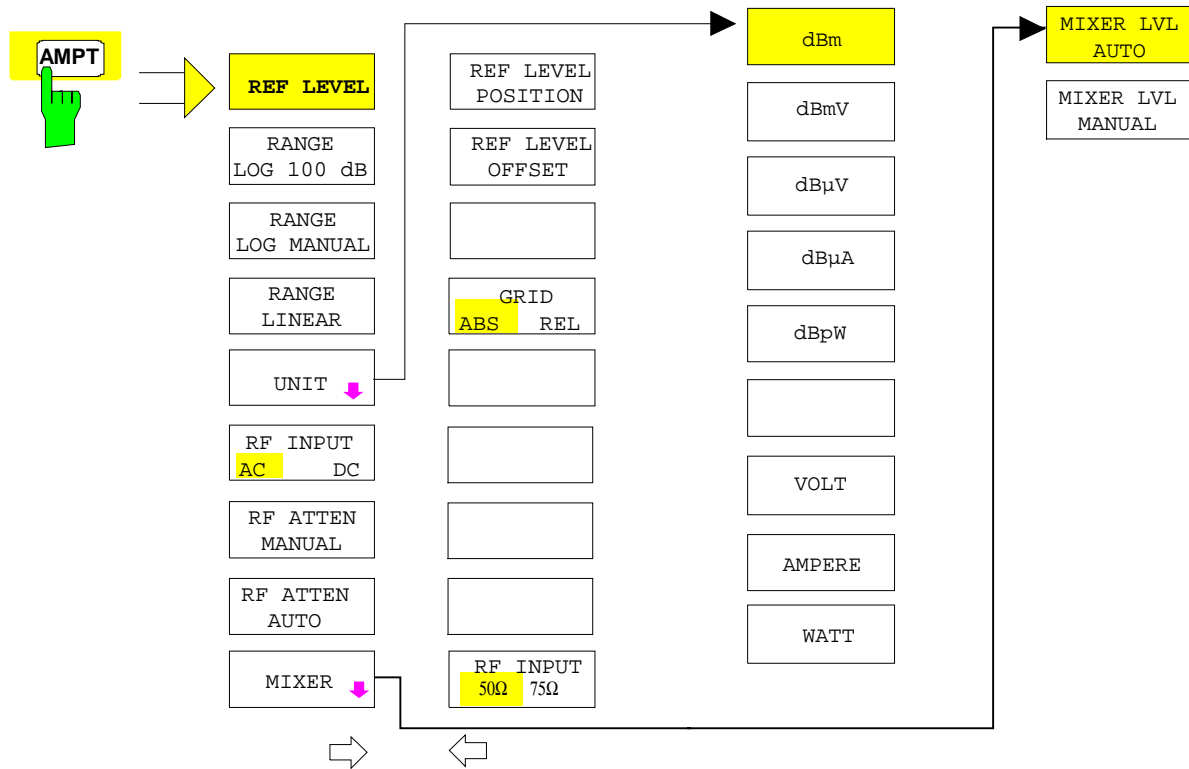 AMPT
REF LEVEL
RANGE
LOG 100 dB
RANGE
LOG MANUAL
RANGE
LINEAR
UNIT
RF INPUT
AC DC
RF ATTEN
MANUAL
RF ATTEN
AUTO
MIXER
REF LEVEL
POSITION
REF LEVEL
OFFSET
GRID
ABS REL
RF INPUT
50Ω 75Ω
dBm
dBmV
dBµV
dBµA
dBpW
VOLT
AMPERE
WATT
MIXER LVL
AUTO
MIXER LVL
MANUAL